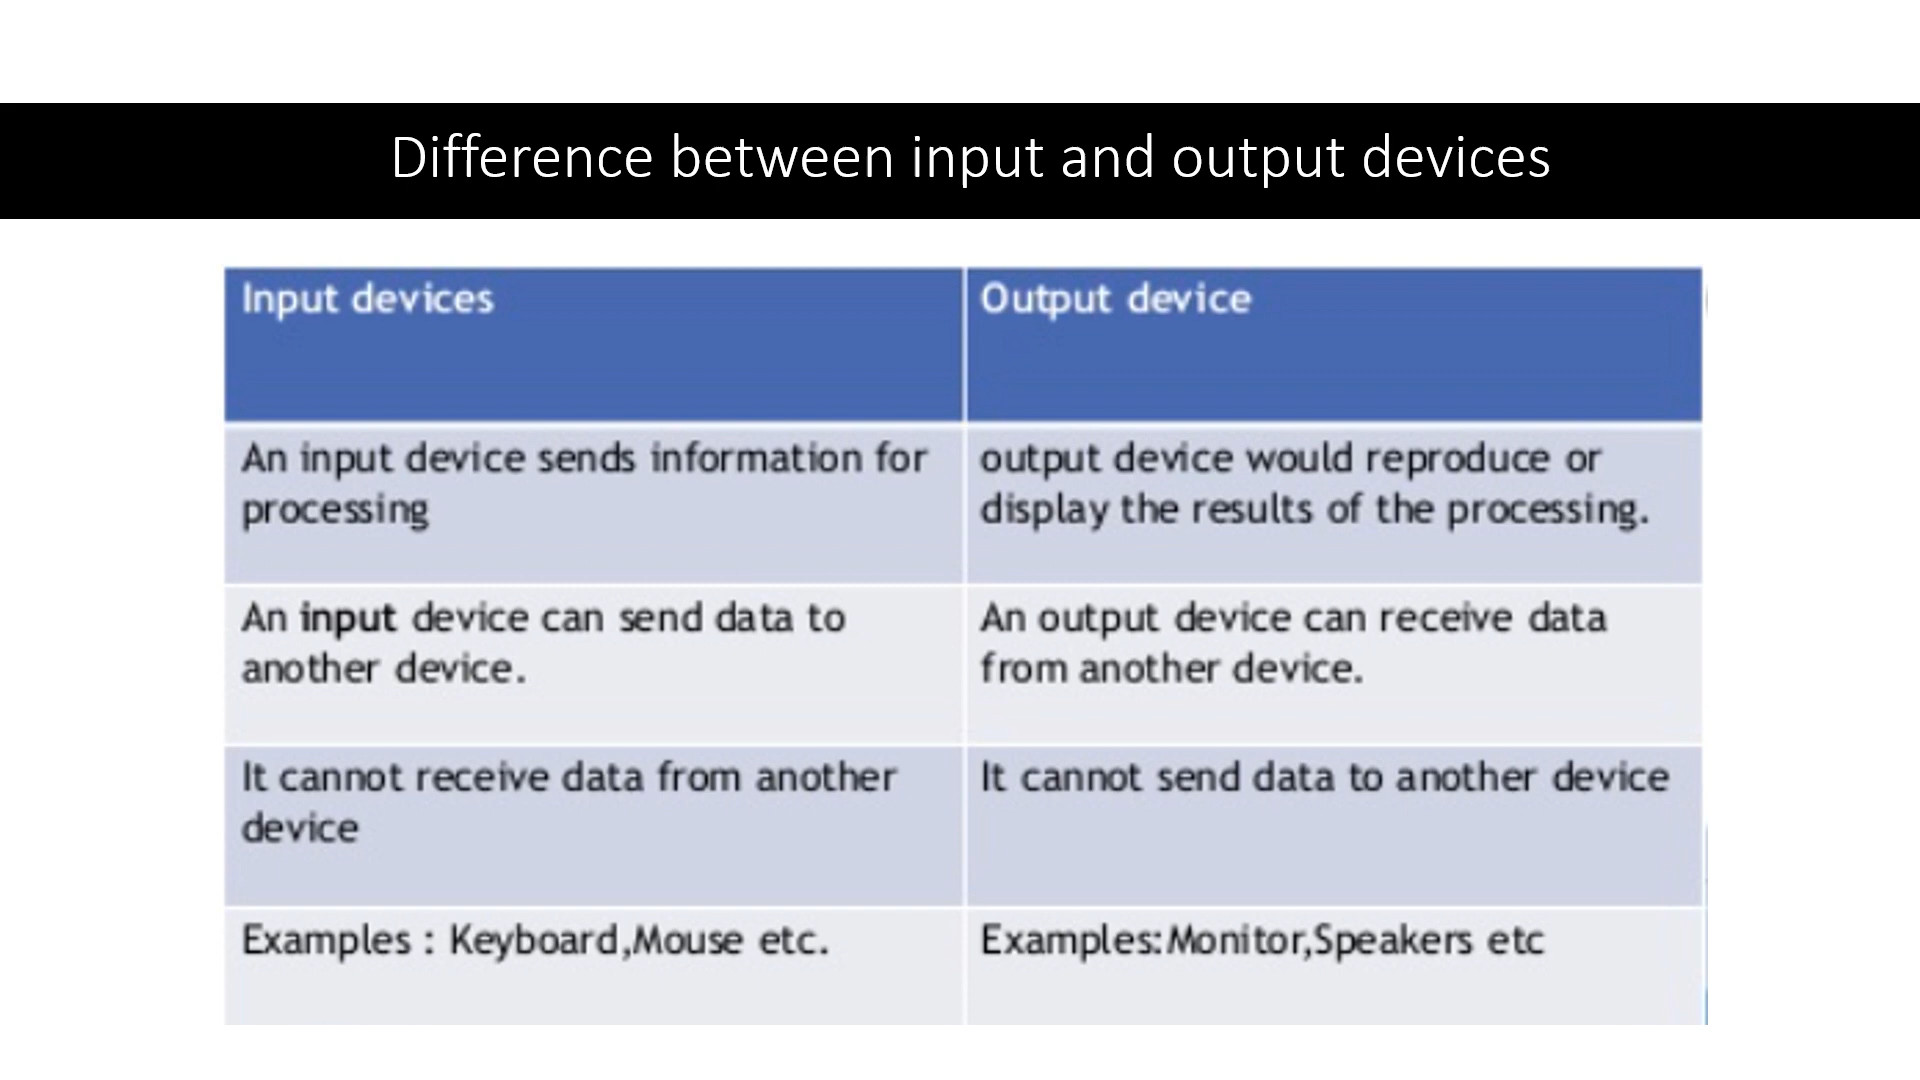 Difference between input and output devices
Input devices
Output device
An input device sends information for
processing
output device would reproduce or
display the results of the processing.
An input device can send data to
another device.
An output device can receive data
from another device.
It cannot receive data from another
device
It cannot send data to another device
Examples : Keyboard,Mouse etc.
Examples:Monitor,Speakers etc